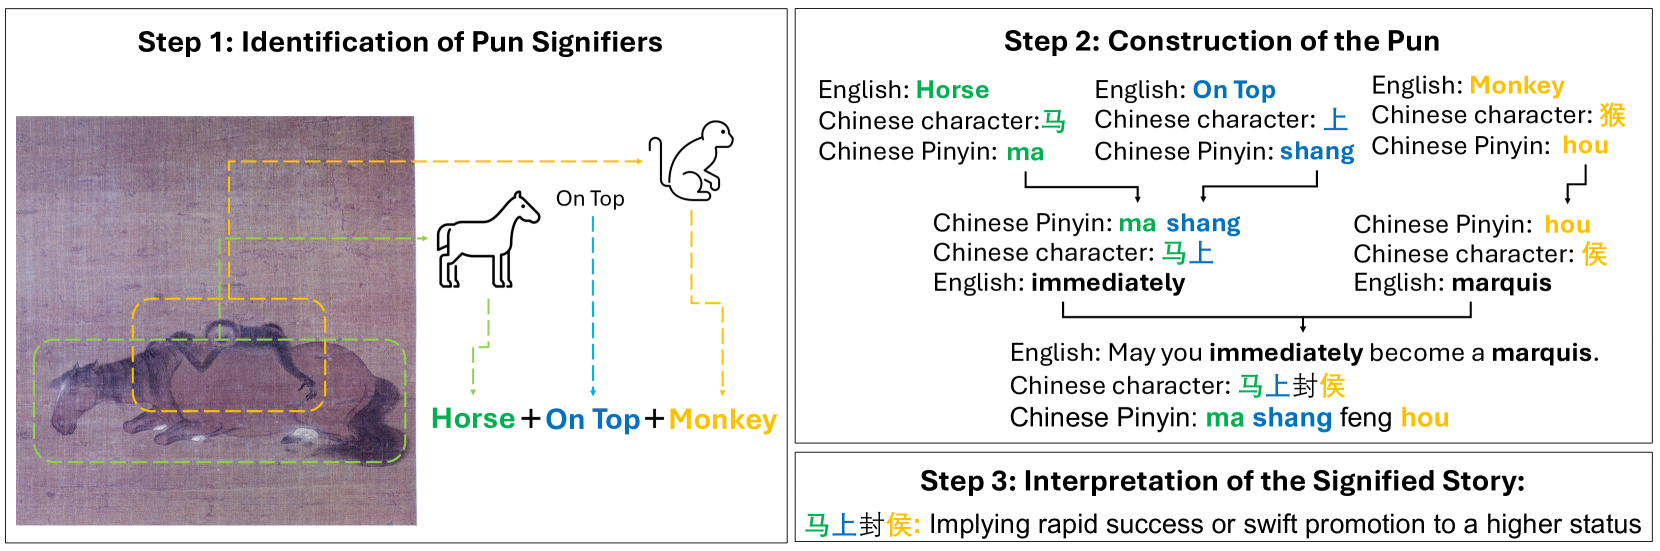 Step 1: Identification of Pun Signifiers
On Top
Horse + On Top + Monkey
Step 2: Construction of the Pun
English: Horse
Chinese character:马
Chinese Pinyin: ma
English: On Top
Chinese character: 上
Chinese Pinyin: shang
English: Monkey
Chinese character: 猴
Chinese Pinyin: hou
Chinese Pinyin: ma shang
Chinese character: 马上
English: immediately
Chinese Pinyin: hou
Chinese character: 侯
English: marquis
English: May you immediately become a marquis.
Chinese character: 马上封侯
Chinese Pinyin: ma shang feng hou
Step 3: Interpretation of the Signified Story:
马上封侯: Implying rapid success or swift promotion to a higher status